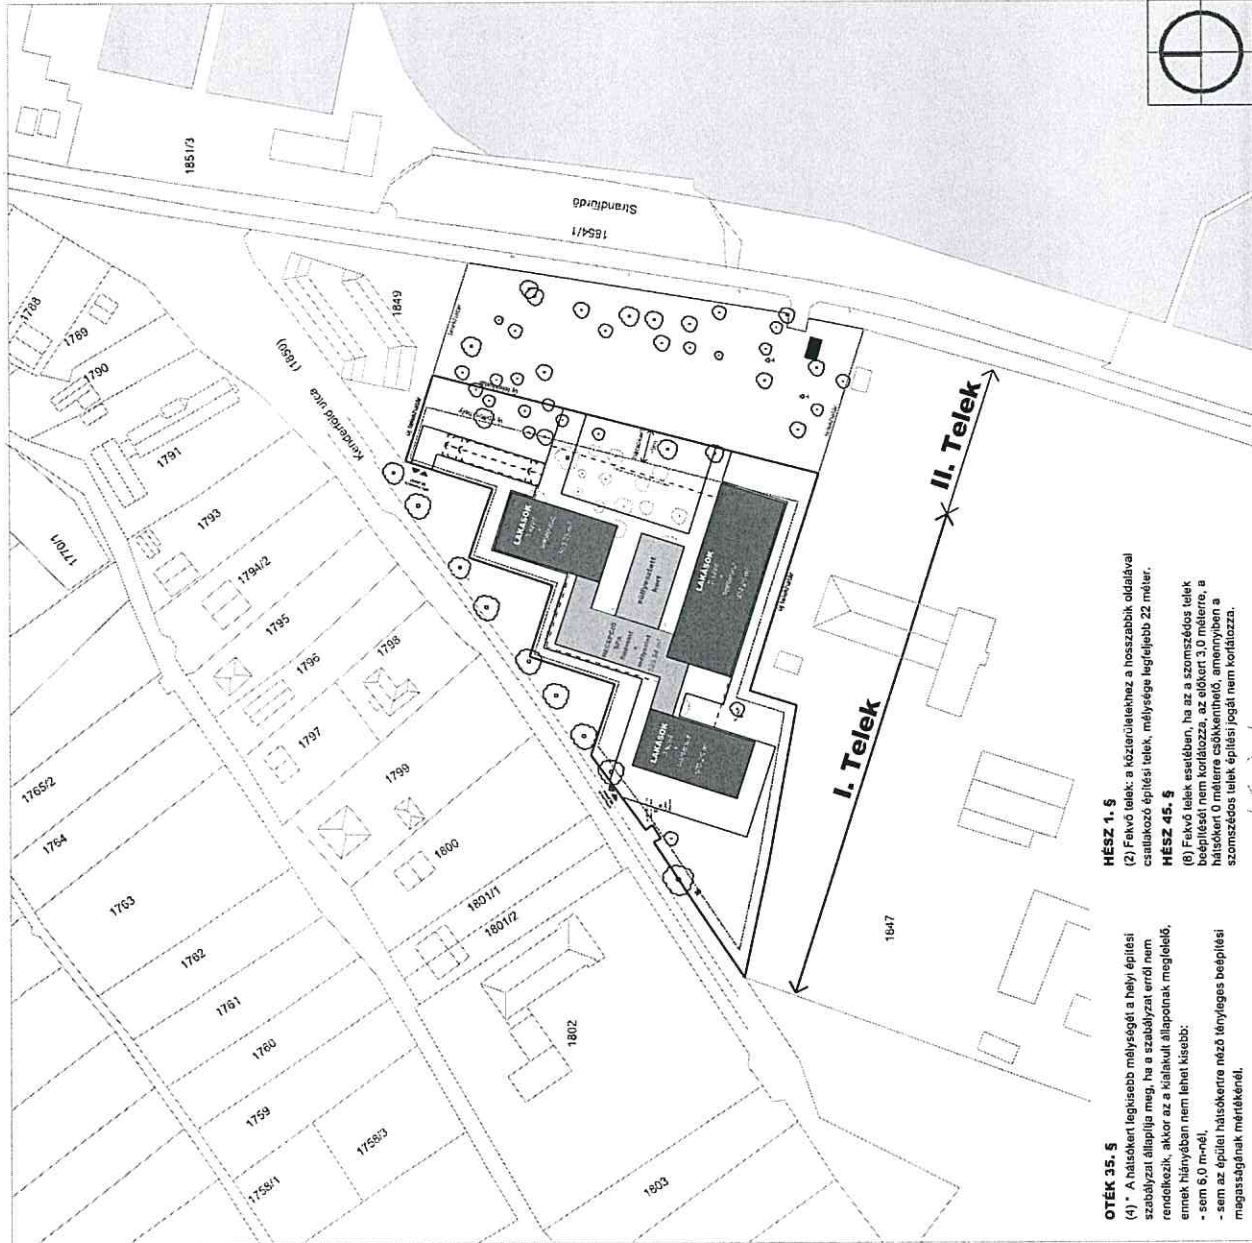 1788
1789
1790
1791
1793
1794/2
1795
1796
1797
1798
1799
1800
1801/1
1801/2
1802
1803
1770/1
1765/2
1764
1763
1762
1761
1760
1759
1758/3
1758/1
1851/3
1854/1
Strandfürdő
1849
Kenderföld utca (1850)
LAKÁSOK
RECEPCIÓ
SPA
süllyesztett
kert
LAKÁSOK
LAKÁSOK
I. Telek
II. Telek
1847
OTÉK 35. §
(4) * A hátsókert legkisebb mélységét a helyi építési
szabályzat állapítja meg, ha a szabályzat erről nem
rendelkezik, akkor az a kialakult állapotnak megfelelő,
ennek hiányában nem lehet kisebb:
- sem 6,0 m-nél,
- sem az épület hátsókertre néző tényleges beépítési
magasságának mértékénél.
HÉSZ 1. §
(2) Fekvő telek: a közterületekhez a hosszabbik oldalával
csatlakozó építési telek, mélysége legfeljebb 22 méter.
HÉSZ 45. §
(8) Fekvő telek esetében, ha az a szomszédos telek
beépítését nem korlátozza, az előkert 3,0 méterre, a
hátsókert 0 méterre csökkenthető, amennyiben a
szomszédos telek építési jogát nem korlátozza.